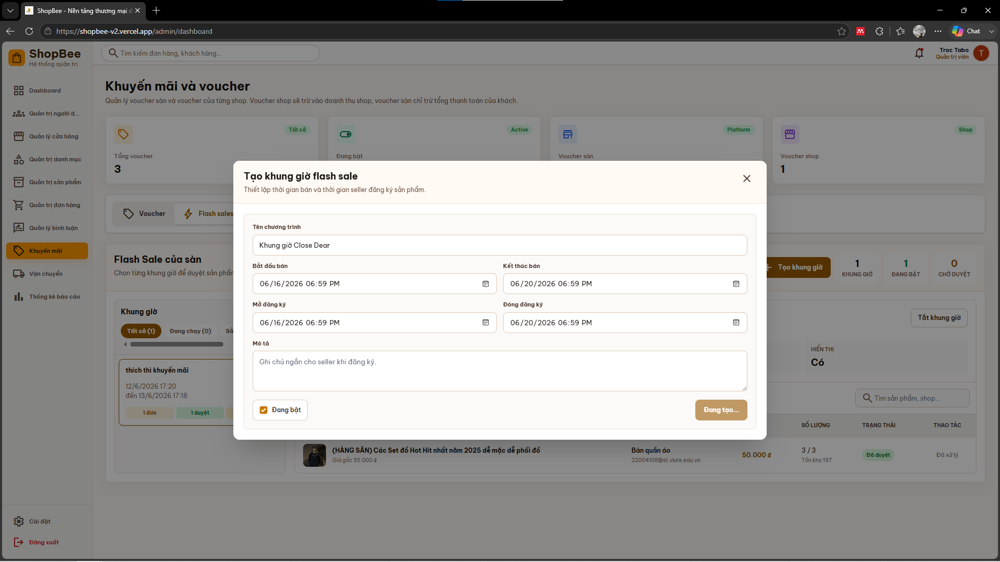 ShopBee - Nền tảng thương mại đ
https://shopbee-v2.vercel.app/admin/dashboard
Chat
ShopBee
Hệ thống quản trị
Tìm kiếm đơn hàng, khách hàng...
Troc Tabo
Quản trị viên
T
Dashboard
Quản trị người d...
Quản lý cửa hàng
Quản trị danh mục
Quản trị sản phẩm
Quản trị đơn hàng
Quản lý bình luận
Khuyến mãi
Vận chuyển
Thống kê báo cáo
Cài đặt
Đăng xuất
Khuyến mãi và voucher
Quản lý voucher sàn và voucher của từng shop. Voucher shop sẽ trừ vào doanh thu shop, voucher sàn chỉ trừ tổng thanh toán của khách.
Tất cả
Tổng voucher
3
Active
Đang bật
Platform
Voucher sàn
Shop
Voucher shop
1
Voucher
Flash sales
Flash Sale của sàn
Chọn từng khung giờ để duyệt sản phẩm
Tạo khung giờ
1
KHUNG GIỜ
1
ĐANG BẬT
0
CHỜ DUYỆT
Khung giờ
Tất cả (1)
Đang chạy (0)
thích thì khuyến mãi
12/6/2026 17:20
đến 13/6/2026 17:18
1 đơn
1 duyệt
Tắt khung giờ
HIỂN THỊ
Có
Tìm sản phẩm, shop...
SỐ LƯỢNG
TRẠNG THÁI
THAO TÁC
(HÀNG SẴN) Các Set đồ Hot Hit nhất năm 2025 dễ mặc dễ phối đồ
Giá gốc 55.000 ₫
Bán quần áo
22004108@st.vlute.edu.vn
50.000 ₫
3 / 3
Tồn kho 197
Đã duyệt
Đã xử lý
Tạo khung giờ flash sale
Thiết lập thời gian bán và thời gian seller đăng ký sản phẩm.
Tên chương trình
Khung giờ Close Dear
Bắt đầu bán
Kết thúc bán
06/16/2026 06:59 PM
06/20/2026 06:59 PM
Mở đăng ký
Đóng đăng ký
06/16/2026 06:59 PM
06/20/2026 06:59 PM
Mô tả
Ghi chú ngắn cho seller khi đăng ký.
Đang bật
Đang tạo...